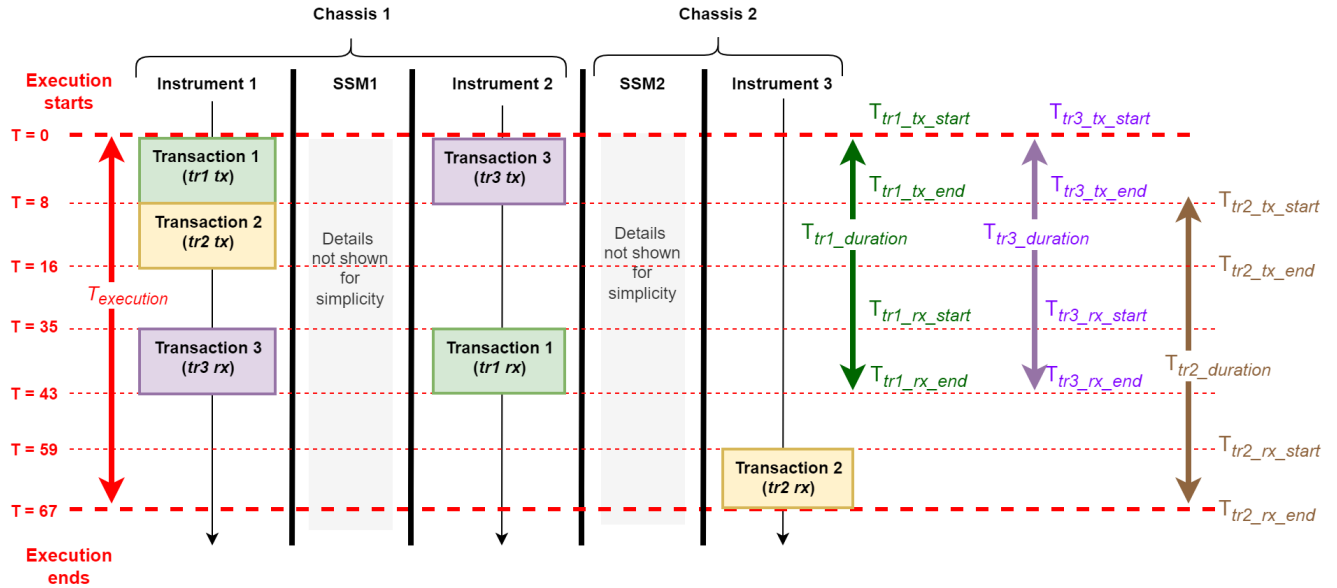 Chassis 1
Chassis 2
Execution
starts
Instrument 1
SSM1
Instrument 2
SSM2
Instrument 3
T = 0
Ttr1_tx_start
Ttr3_tx_start
Transaction 1
(tr1 tx)
Transaction 3
(tr3 tx)
Ttr1_tx_end
Ttr3_tx_end
T = 8
Ttr2_tx_start
Transaction 2
(tr2 tx)
Details
not shown
for
simplicity
Details
not shown
for
simplicity
Ttr1_duration
Ttr3_duration
T = 16
Ttr2_tx_end
Texecution
T = 35
Ttr1_rx_start
Ttr3_rx_start
Transaction 3
(tr3 rx)
Transaction 1
(tr1 rx)
Ttr2_duration
Ttr1_rx_end
Ttr3_rx_end
T = 43
T = 59
Ttr2_rx_start
Transaction 2
(tr2 rx)
T = 67
Ttr2_rx_end
Execution
ends